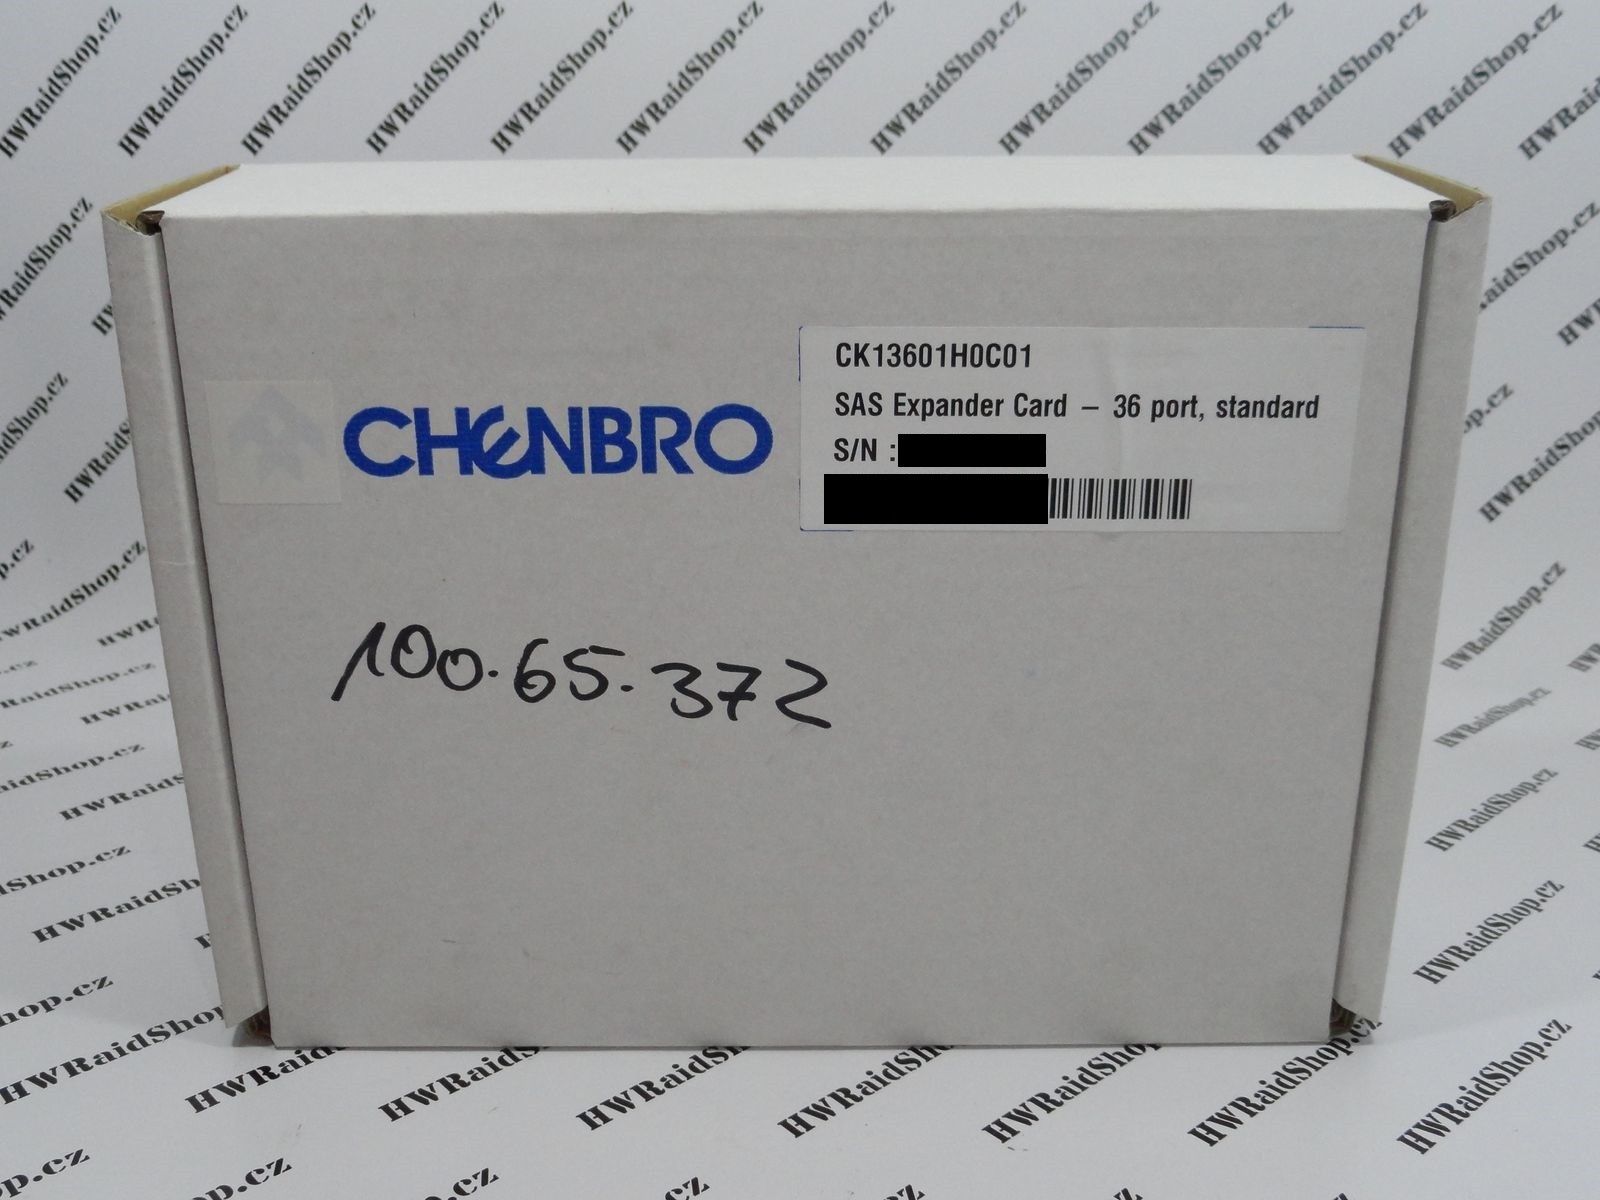 CHENBRO
CK13601H0C01
SAS Expander Card – 36 port, standard
S/N :
100.65.372
HWRaidShop.cz